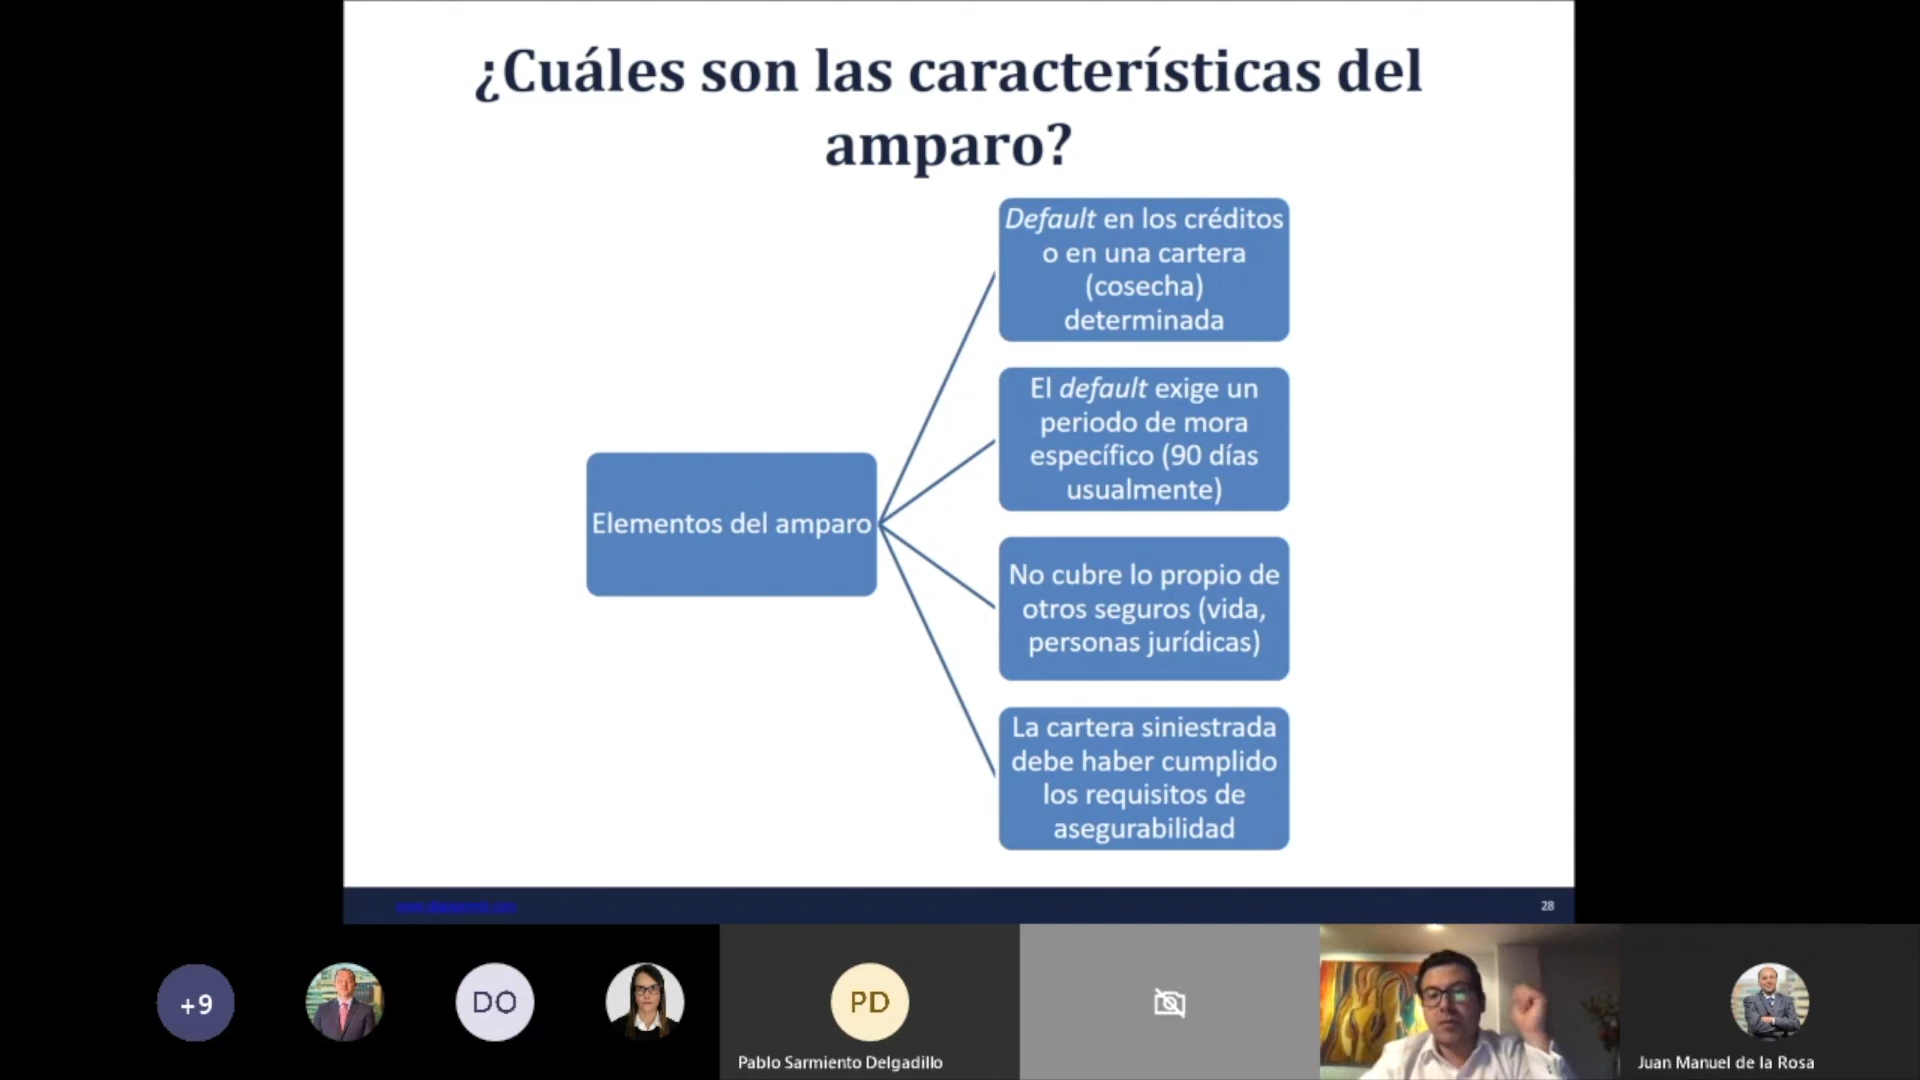 ¿Cuáles son las características del
amparo?
Default en los créditos
o en una cartera
(cosecha)
determinada
El default exige un
periodo de mora
específico (90 días
usualmente)
Elementos del amparo
No cubre lo propio de
otros seguros (vida,
personas jurídicas)
La cartera siniestrada
debe haber cumplido
los requisitos de
asegurabilidad
28
+9
DO
PD
Pablo Sarmiento Delgadillo
Juan Manuel de la Rosa